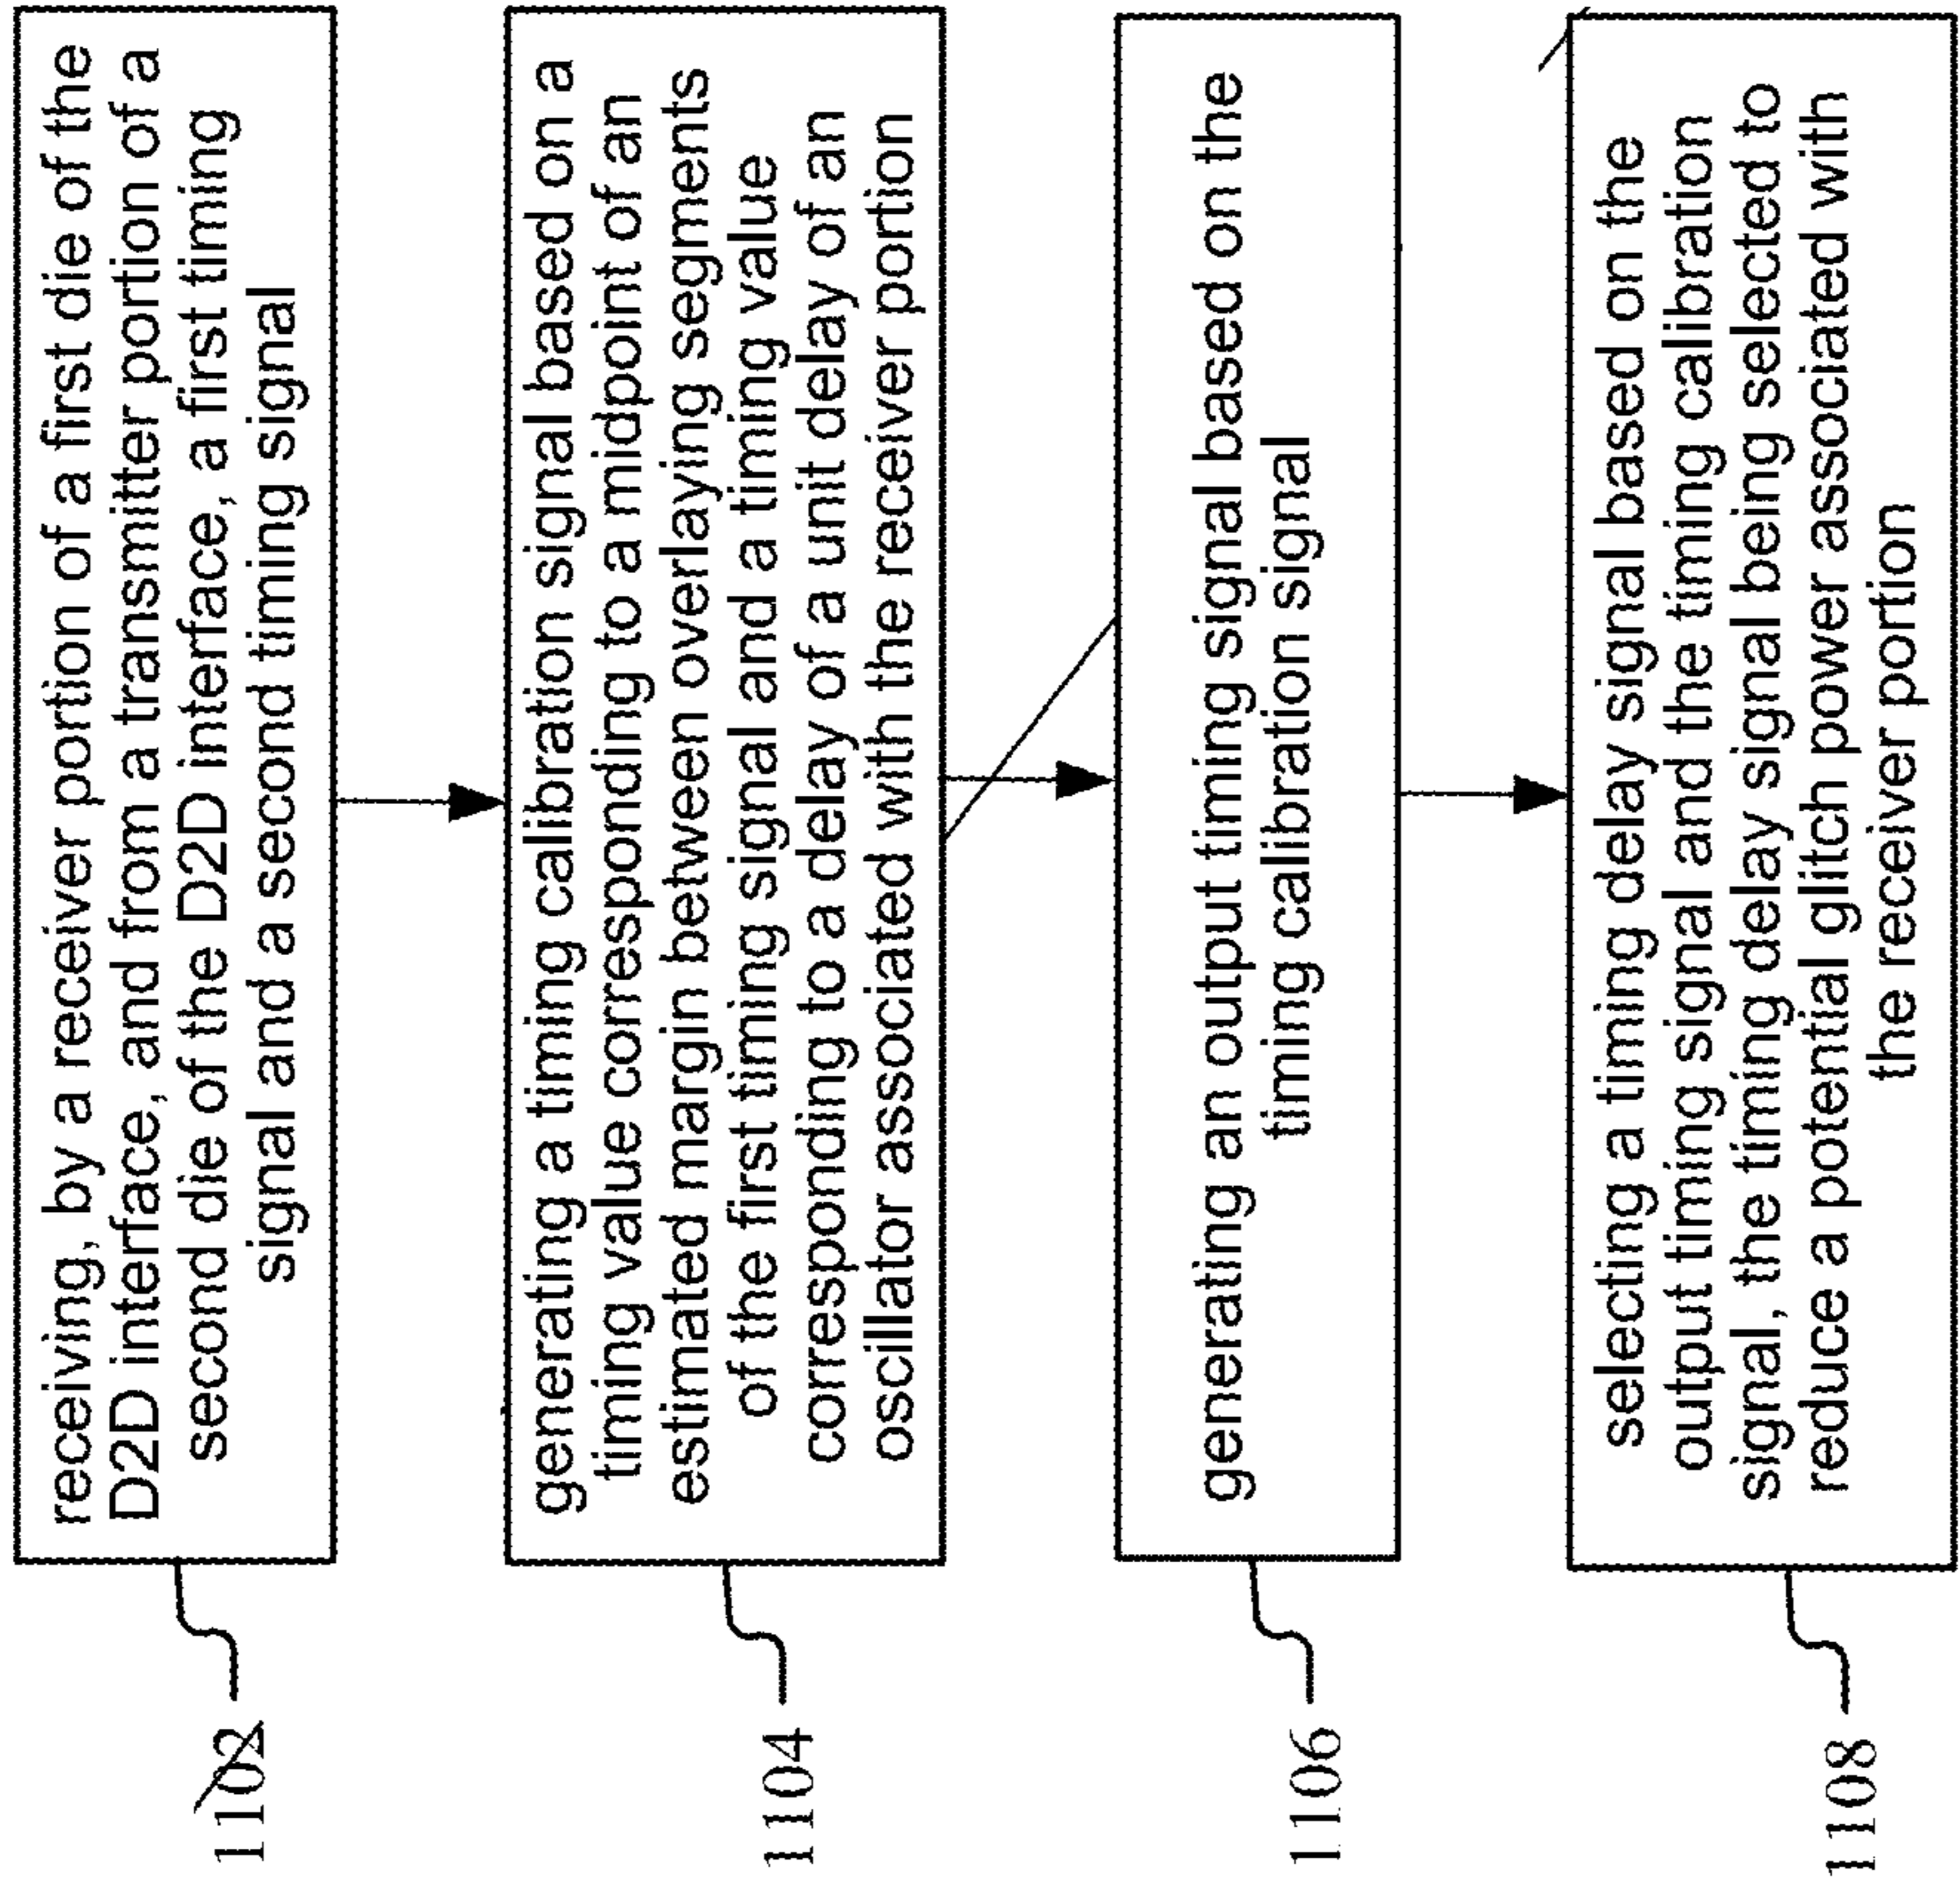 1102
receiving, by a receiver portion of a first die of the
D2D interface, and from a transmitter portion of a
second die of the D2D interface, a first timing
signal and a second timing signal
1104
generating a timing calibration signal based on a
timing value corresponding to a midpoint of an
estimated margin between overlaying segments
of the first timing signal and a timing value
corresponding to a delay of a unit delay of an
oscillator associated with the receiver portion
1106
generating an output timing signal based on the
timing calibration signal
1108
selecting a timing delay signal based on the
output timing signal and the timing calibration
signal, the timing delay signal being selected to
reduce a potential glitch power associated with
the receiver portion